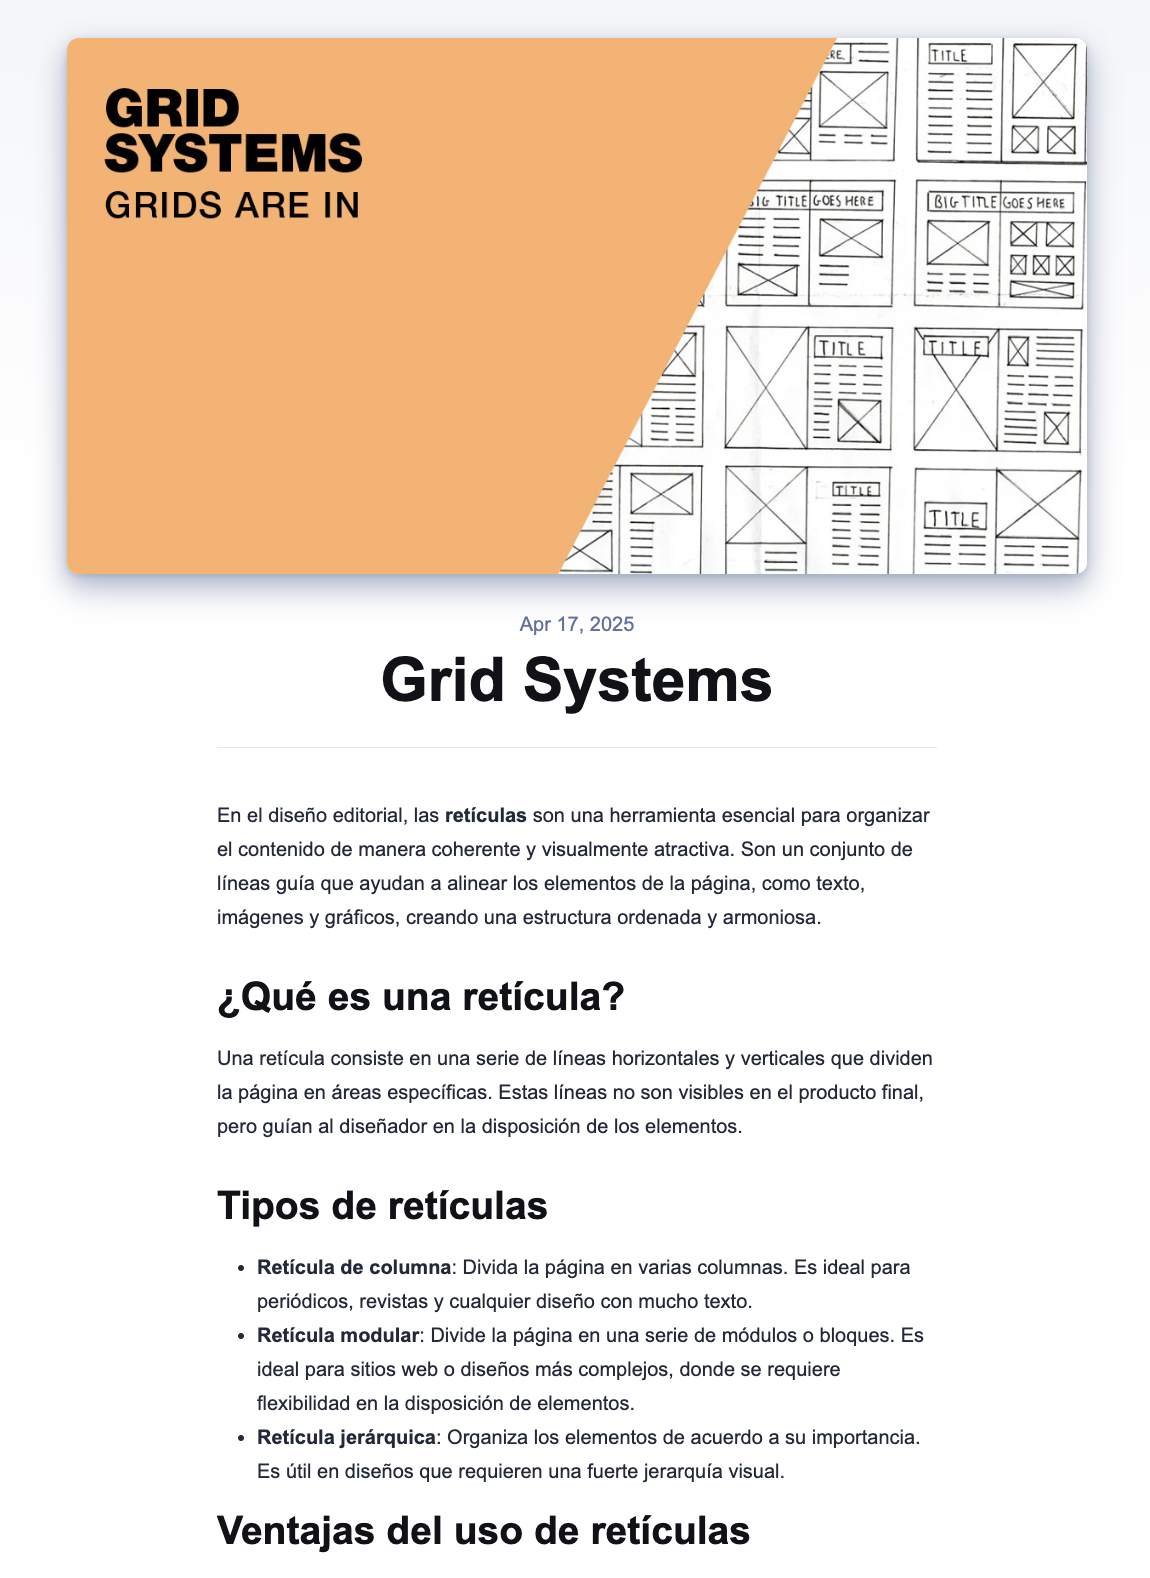 GRID
SYSTEMS
GRIDS ARE IN
TITLE
BIG TITLE GOES HERE
BIG TITLE GOES HERE
TITLE
TITLE
TITLE
TITLE
Apr 17, 2025
Grid Systems
En el diseño editorial, las retículas son una herramienta esencial para organizar
el contenido de manera coherente y visualmente atractiva. Son un conjunto de
líneas guía que ayudan a alinear los elementos de la página, como texto,
imágenes y gráficos, creando una estructura ordenada y armoniosa.
¿Qué es una retícula?
Una retícula consiste en una serie de líneas horizontales y verticales que dividen
la página en áreas específicas. Estas líneas no son visibles en el producto final,
pero guían al diseñador en la disposición de los elementos.
Tipos de retículas
• Retícula de columna: Divida la página en varias columnas. Es ideal para
periódicos, revistas y cualquier diseño con mucho texto.
• Retícula modular: Divide la página en una serie de módulos o bloques. Es
ideal para sitios web o diseños más complejos, donde se requiere
flexibilidad en la disposición de elementos.
• Retícula jerárquica: Organiza los elementos de acuerdo a su importancia.
Es útil en diseños que requieren una fuerte jerarquía visual.
Ventajas del uso de retículas